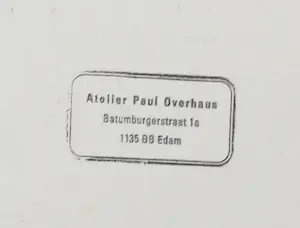 Atelier Paul Overhaus
Batumburgerstraat 1a
1135 BB Edam